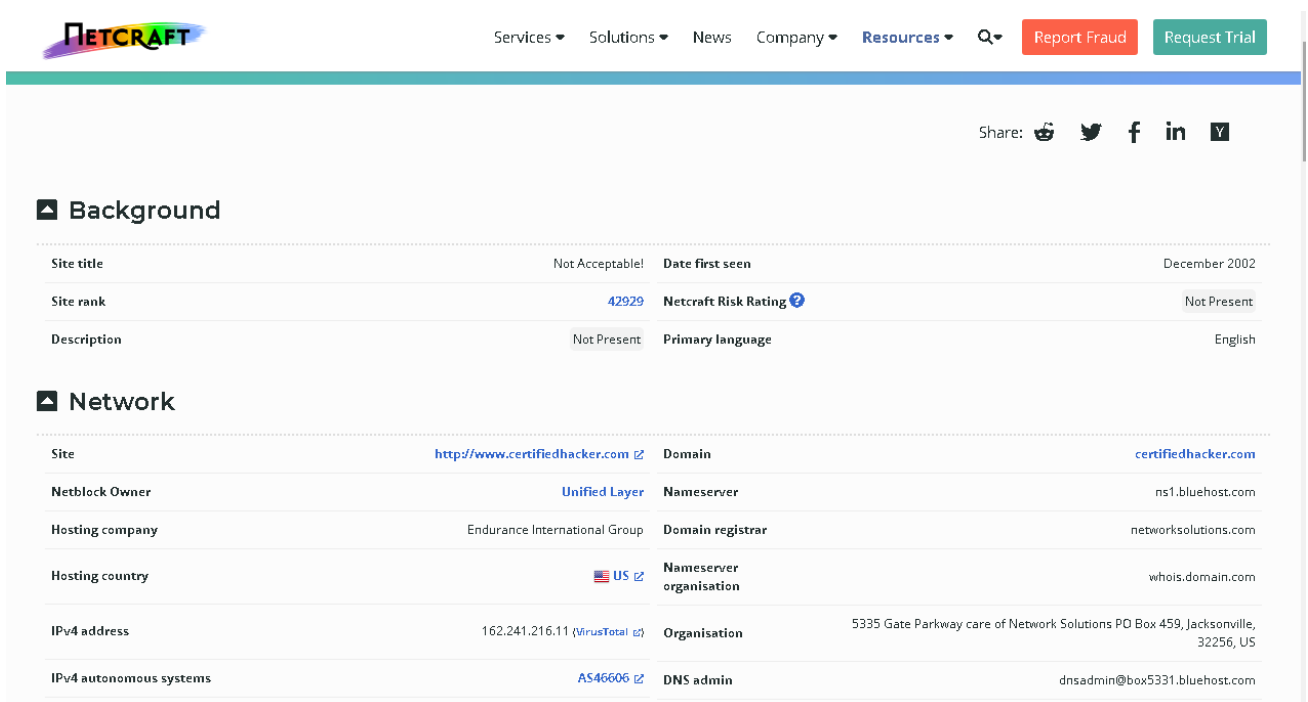 NETCRAFT
Services Solutions News Company Resources Report Fraud Request Trial
Share:
Background
Site title Not Acceptable! Date first seen December 2002
Site rank 42929 Netcraft Risk Rating ? Not Present
Description Not Present Primary language English
Network
Site http://www.certifiedhacker.com Domain certifiedhacker.com
Netblock Owner Unified Layer Nameserver ns1.bluehost.com
Hosting company Endurance International Group Domain registrar networksolutions.com
Hosting country US Nameserver organisation whois.domain.com
IPv4 address 162.241.216.11 (VirusTotal) Organisation 5335 Gate Parkway care of Network Solutions PO Box 459, Jacksonville,
32256, US
IPv4 autonomous systems AS46606 DNS admin dnsadmin@box5331.bluehost.com